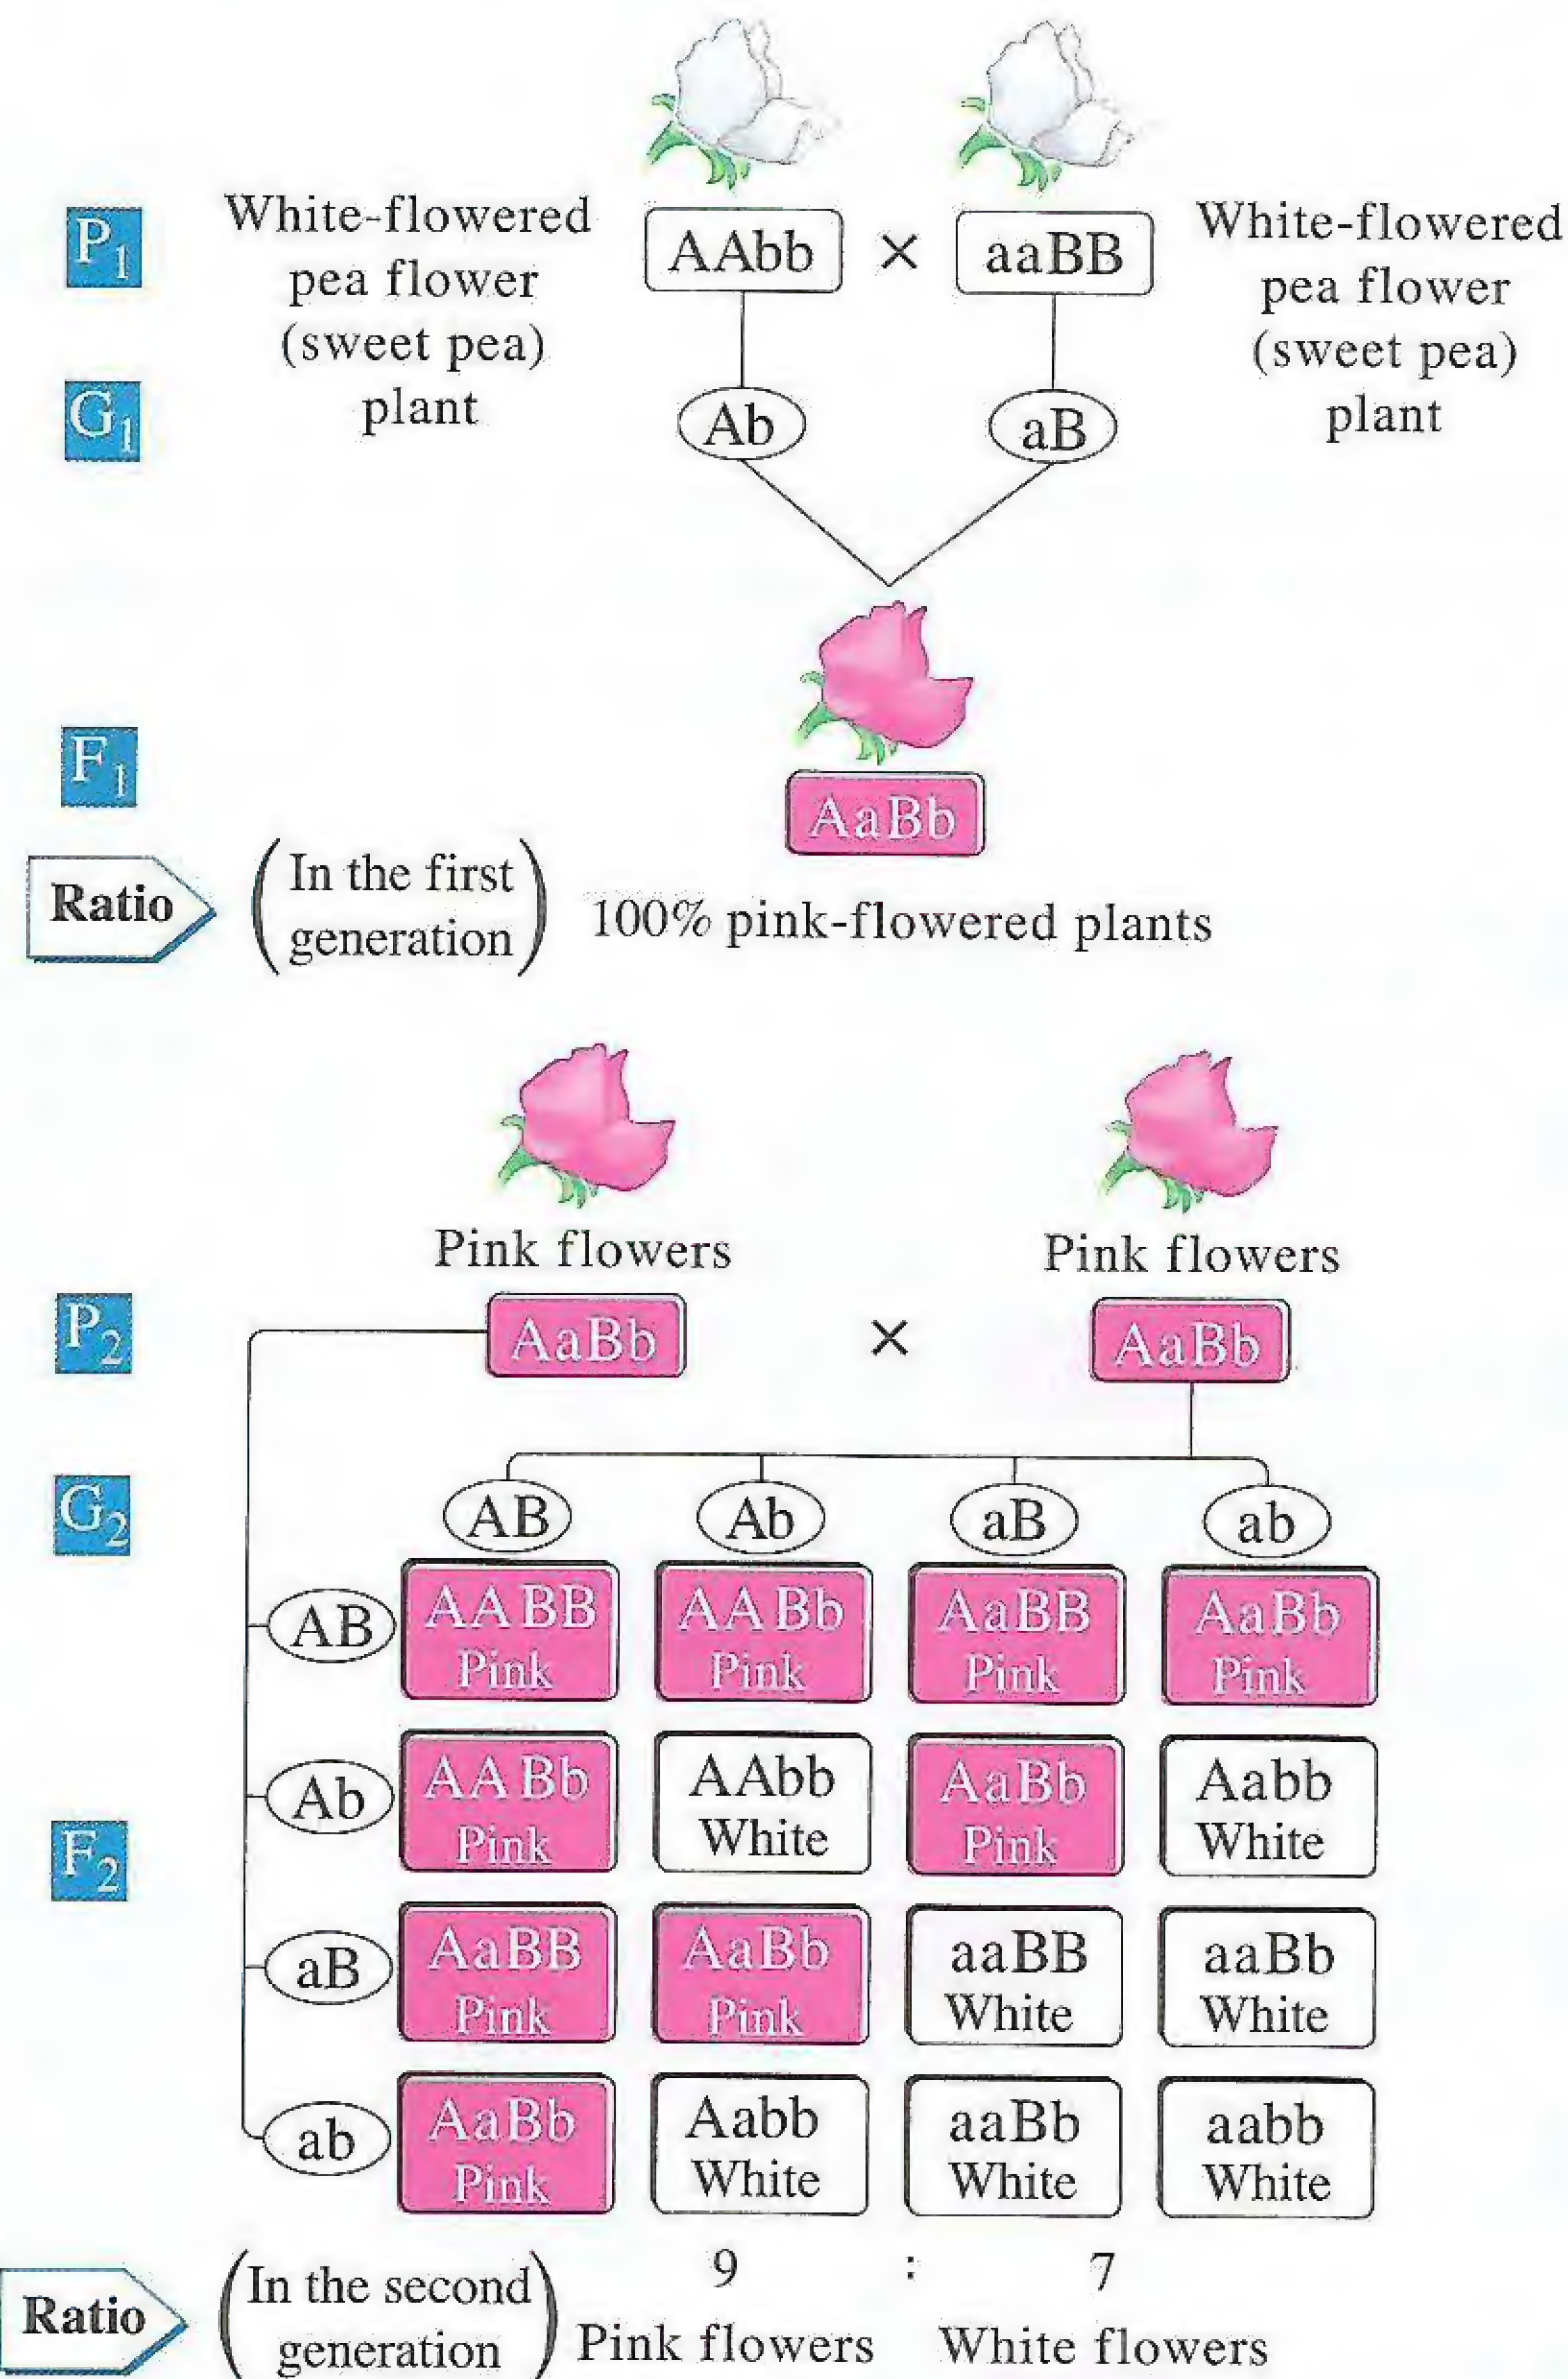 P1
White-flowered
pea flower
(sweet pea)
plant
AAbb × aaBB
White-flowered
pea flower
(sweet pea)
plant
G1
Ab aB
F1
AaBb
Ratio
(In the first
generation)
100% pink-flowered plants
Pink flowers Pink flowers
P2
AaBb × AaBb
G2
AB Ab aB ab
F2
AB
AABB AABb AaBB AaBb
Pink Pink Pink Pink
Ab
AABb AAbb AaBb Aabb
Pink White Pink White
aB
AaBB AaBb aaBB aaBb
Pink Pink White White
ab
AaBb Aabb aaBb aabb
Pink White White White
Ratio
(In the second
generation)
9 : 7
Pink flowers White flowers